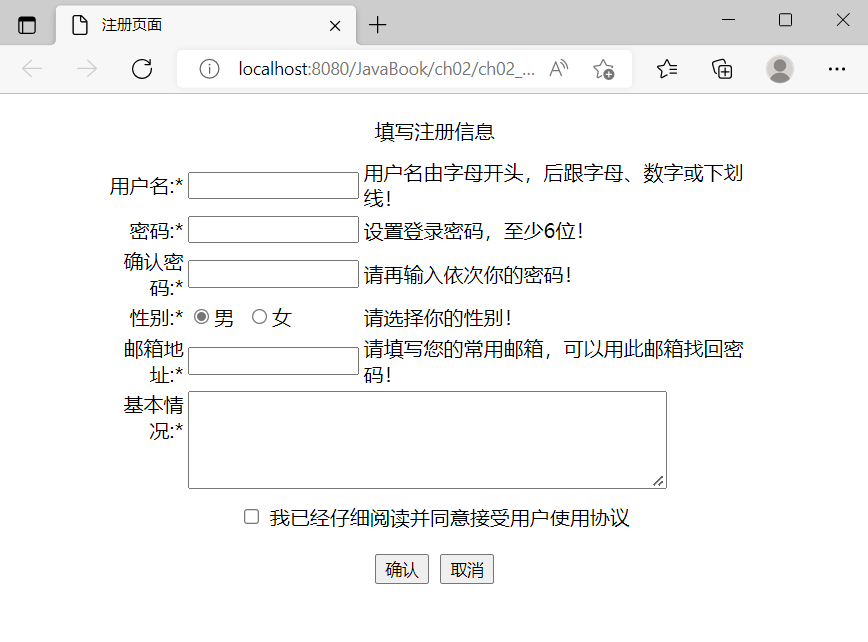 注册页面
localhost:8080/JavaBook/ch02/ch02_...
填写注册信息
用户名:* 用户名由字母开头，后跟字母、数字或下划
线！
密码:* 设置登录密码，至少6位！
确认密
码:* 请再输入依次你的密码！
性别:* 男 女 请选择你的性别！
邮箱地
址:* 请填写您的常用邮箱，可以用此邮箱找回密
码！
基本情
况:*
我已经仔细阅读并同意接受用户使用协议
确认 取消